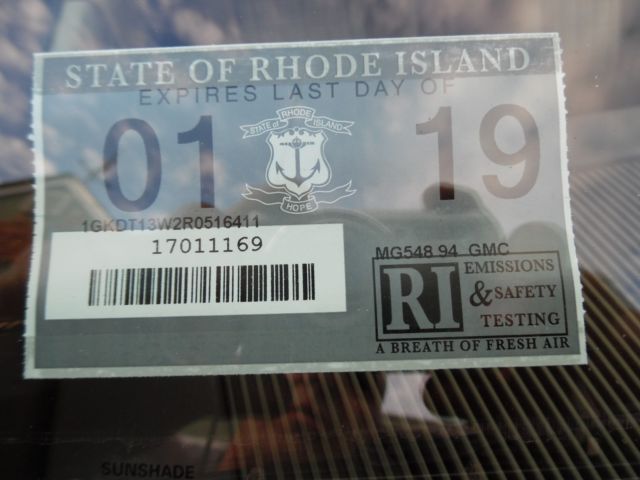 STATE OF RHODE ISLAND
EXPIRES LAST DAY OF
01 19
STATE of RHODE ISLAND
HOPE
1GKDT13W2R0516411
17011169
MG548 94 GMC
RI EMISSIONS
& SAFETY
TESTING
A BREATH OF FRESH AIR
SUNSHADE